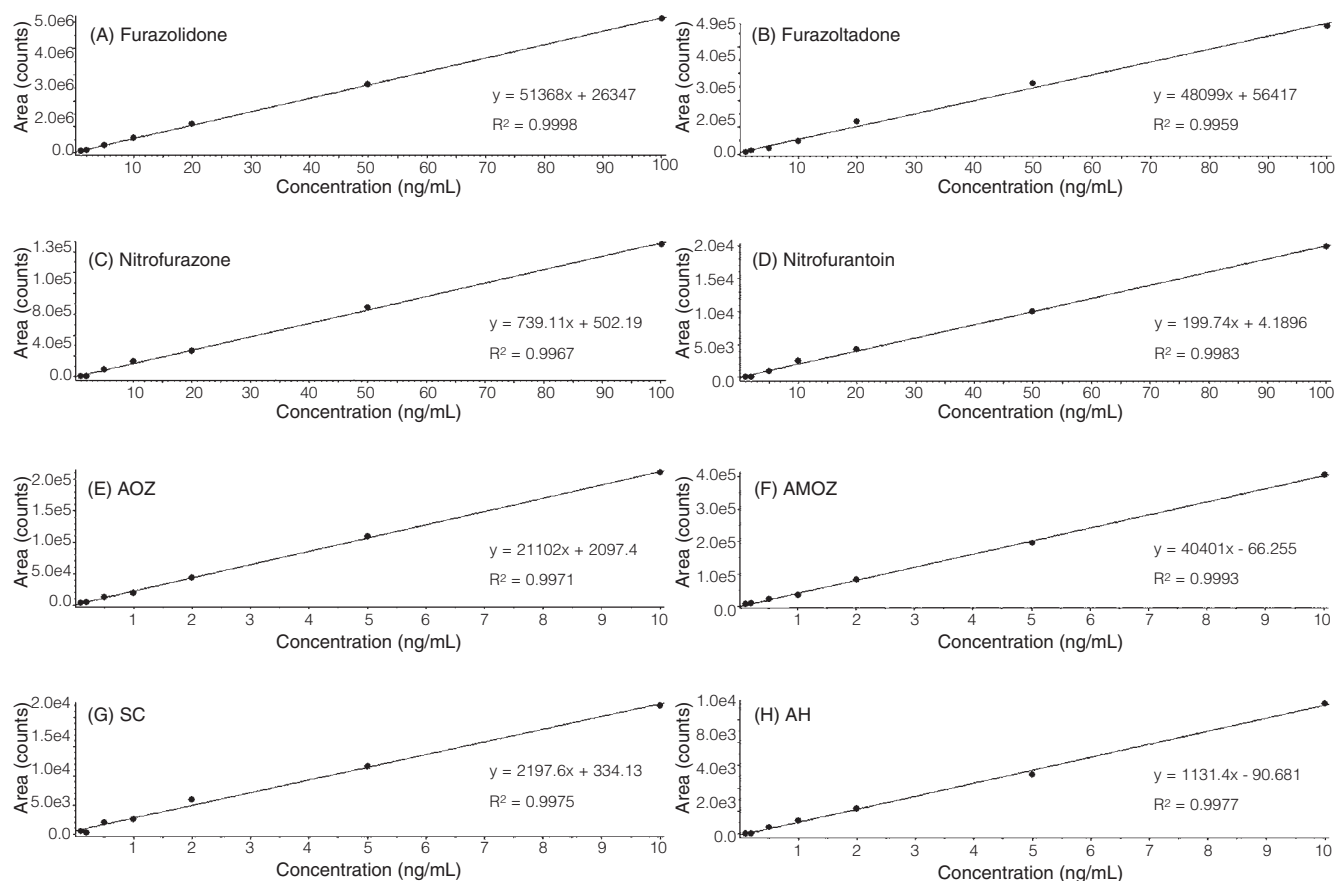 (A) Furazolidone
Area (counts)
5.0e6
3.0e6
2.0e6
0.0
y = 51368x + 26347
R² = 0.9998
10 20 30 40 50 60 70 80 90 100
Concentration (ng/mL)
(B) Furazoltadone
Area (counts)
4.9e5
3.0e5
2.0e5
0.0
y = 48099x + 56417
R² = 0.9959
10 20 30 40 50 60 70 80 90 100
Concentration (ng/mL)
(C) Nitrofurazone
Area (counts)
1.3e5
1.0e5
8.0e5
4.0e5
0.0
y = 739.11x + 502.19
R² = 0.9967
10 20 30 40 50 60 70 80 90 100
Concentration (ng/mL)
(D) Nitrofurantoin
Area (counts)
2.0e4
1.0e4
5.0e3
0.0
y = 199.74x + 4.1896
R² = 0.9983
10 20 30 40 50 60 70 80 90 100
Concentration (ng/mL)
(E) AOZ
Area (counts)
2.0e5
1.5e5
1.0e5
5.0e4
0.0
y = 21102x + 2097.4
R² = 0.9971
1 2 3 4 5 6 7 8 9 10
Concentration (ng/mL)
(F) AMOZ
Area (counts)
4.0e5
2.0e5
1.0e5
0.0
y = 40401x - 66.255
R² = 0.9993
1 2 3 4 5 6 7 8 9 10
Concentration (ng/mL)
(G) SC
Area (counts)
2.0e4
1.0e4
5.0e3
0.0
y = 2197.6x + 334.13
R² = 0.9975
1 2 3 4 5 6 7 8 9 10
Concentration (ng/mL)
(H) AH
Area (counts)
1.0e4
8.0e3
4.0e3
2.0e3
0.0
y = 1131.4x - 90.681
R² = 0.9977
1 2 3 4 5 6 7 8 9 10
Concentration (ng/mL)